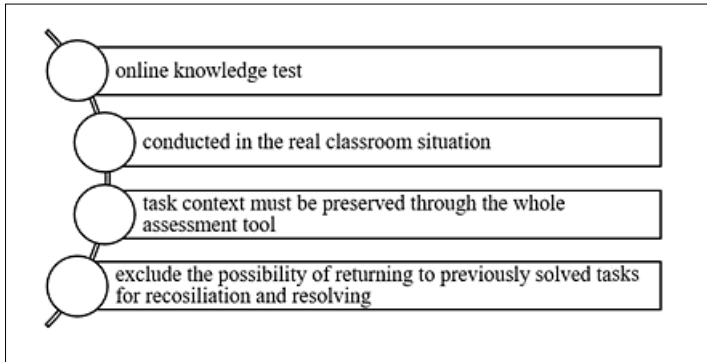 online knowledge test
conducted in the real classroom situation
task context must be preserved through the whole
assessment tool
exclude the possibility of returning to previously solved tasks
for recosiliation and resolving